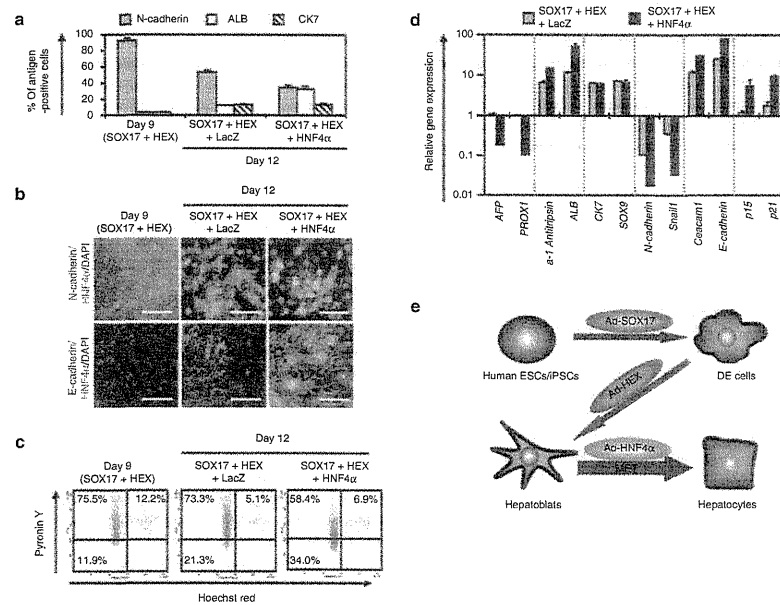 a
N-cadherin ALB CK7
% Of antigen
-positive cells
100
80
60
40
20
0
Day 9
(SOX17 + HEX)
SOX17 + HEX
+ LacZ
SOX17 + HEX
+ HNF4α
Day 12
b
Day 12
Day 9
(SOX17 + HEX)
SOX17 + HEX
+ LacZ
SOX17 + HEX
+ HNF4α
N-cadherin/
HNF4α/DAPI
E-cadherin/
HNF4α/DAPI
c
Day 12
Day 9
(SOX17 + HEX)
SOX17 + HEX
+ LacZ
SOX17 + HEX
+ HNF4α
Pyronin Y
75.5% 12.2%
11.9%
73.3% 5.1%
21.3%
58.4% 6.9%
34.0%
Hoechst red
d
SOX17 + HEX
+ LacZ
SOX17 + HEX
+ HNF4α
Relative gene expression
100
10
1
0.1
0.01
AFP
PROX1
a-1 Antitripsin
ALB
CK7
SOX9
N-cadherin
Snail1
Ceacam1
E-cadherin
p15
p21
e
Ad-SOX17
Human ESCs/iPSCs
DE cells
Ad-HEX
Ad-HNF4α
MET
Hepatoblats
Hepatocytes